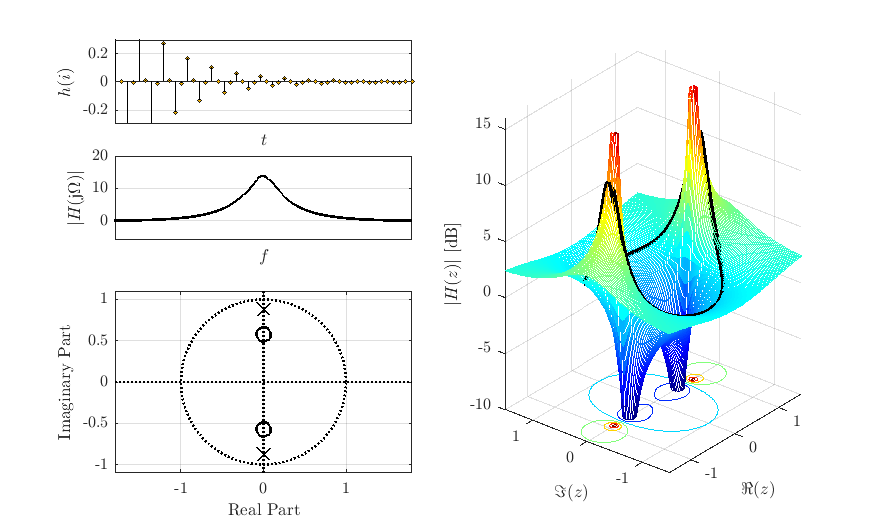 0.2
0
-0.2
h(i)
t
20
10
0
|H(jΩ)|
f
1
0.5
0
-0.5
-1
Imaginary Part
-1 0 1
Real Part
15
10
5
0
-5
-10
|H(z)| [dB]
1
0
-1
ℑ(z)
-1
0
1
ℜ(z)